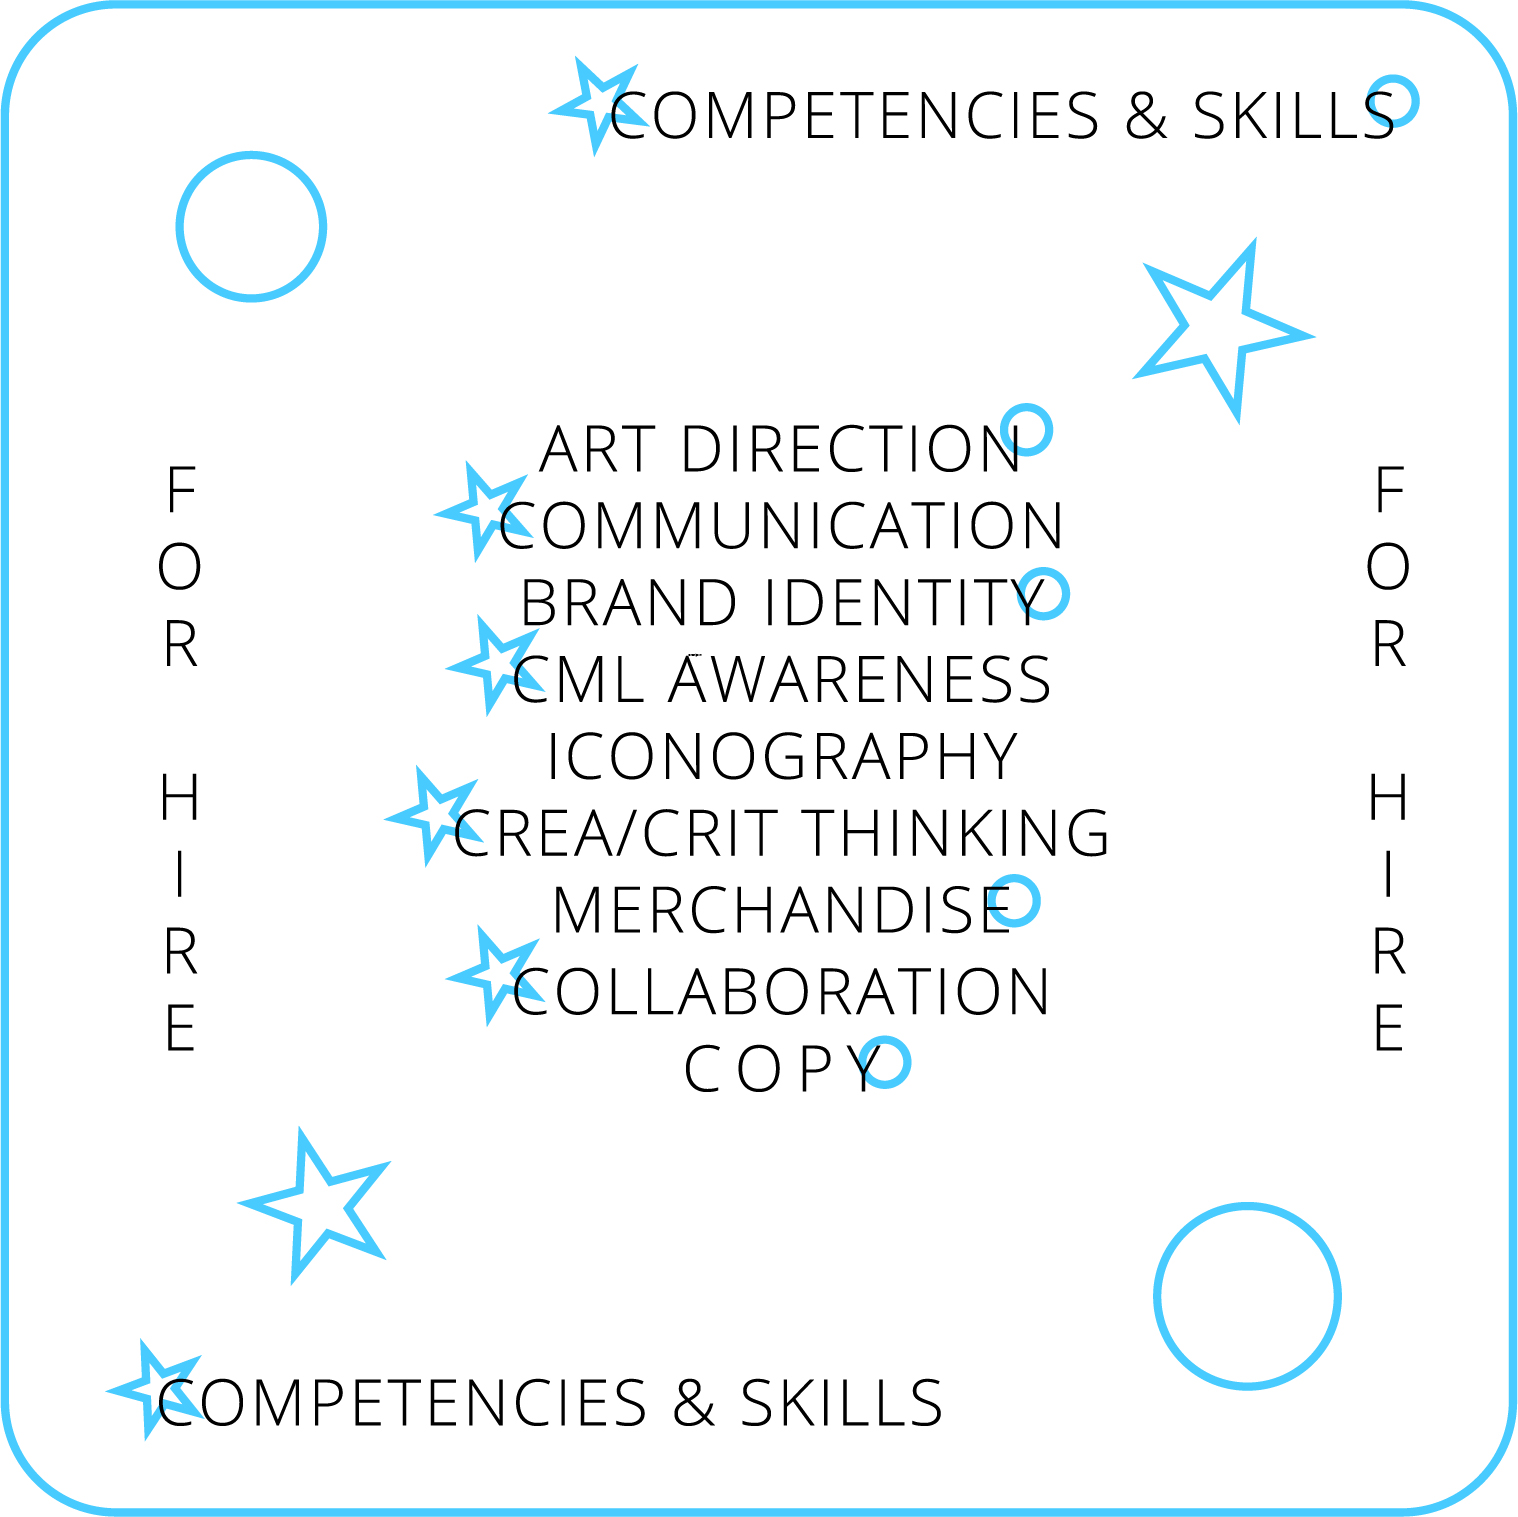 COMPETENCIES & SKILLS
FOR HIRE
ART DIRECTION
COMMUNICATION
BRAND IDENTITY
CML AWARENESS
ICONOGRAPHY
CREA/CRIT THINKING
MERCHANDISE
COLLABORATION
COPY
FOR HIRE
COMPETENCIES & SKILLS